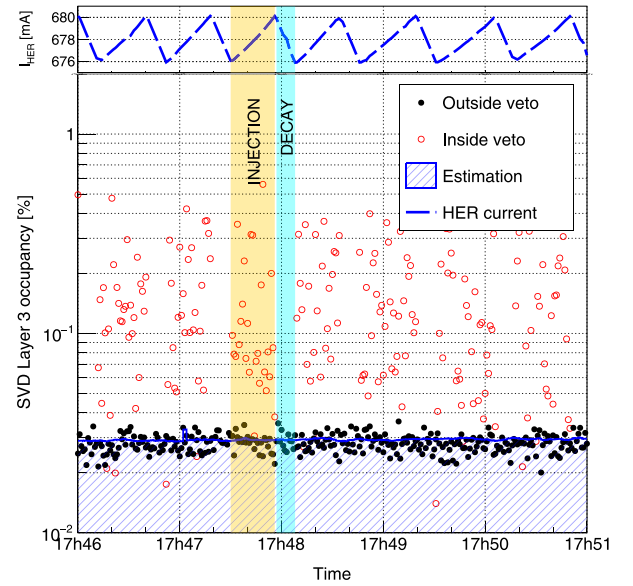 I_HER [mA]
680
678
676
INJECTION
DECAY
Outside veto
Inside veto
Estimation
HER current
SVD Layer 3 occupancy [%]
1
10⁻¹
10⁻²
17h46
17h47
17h48
17h49
17h50
17h51
Time